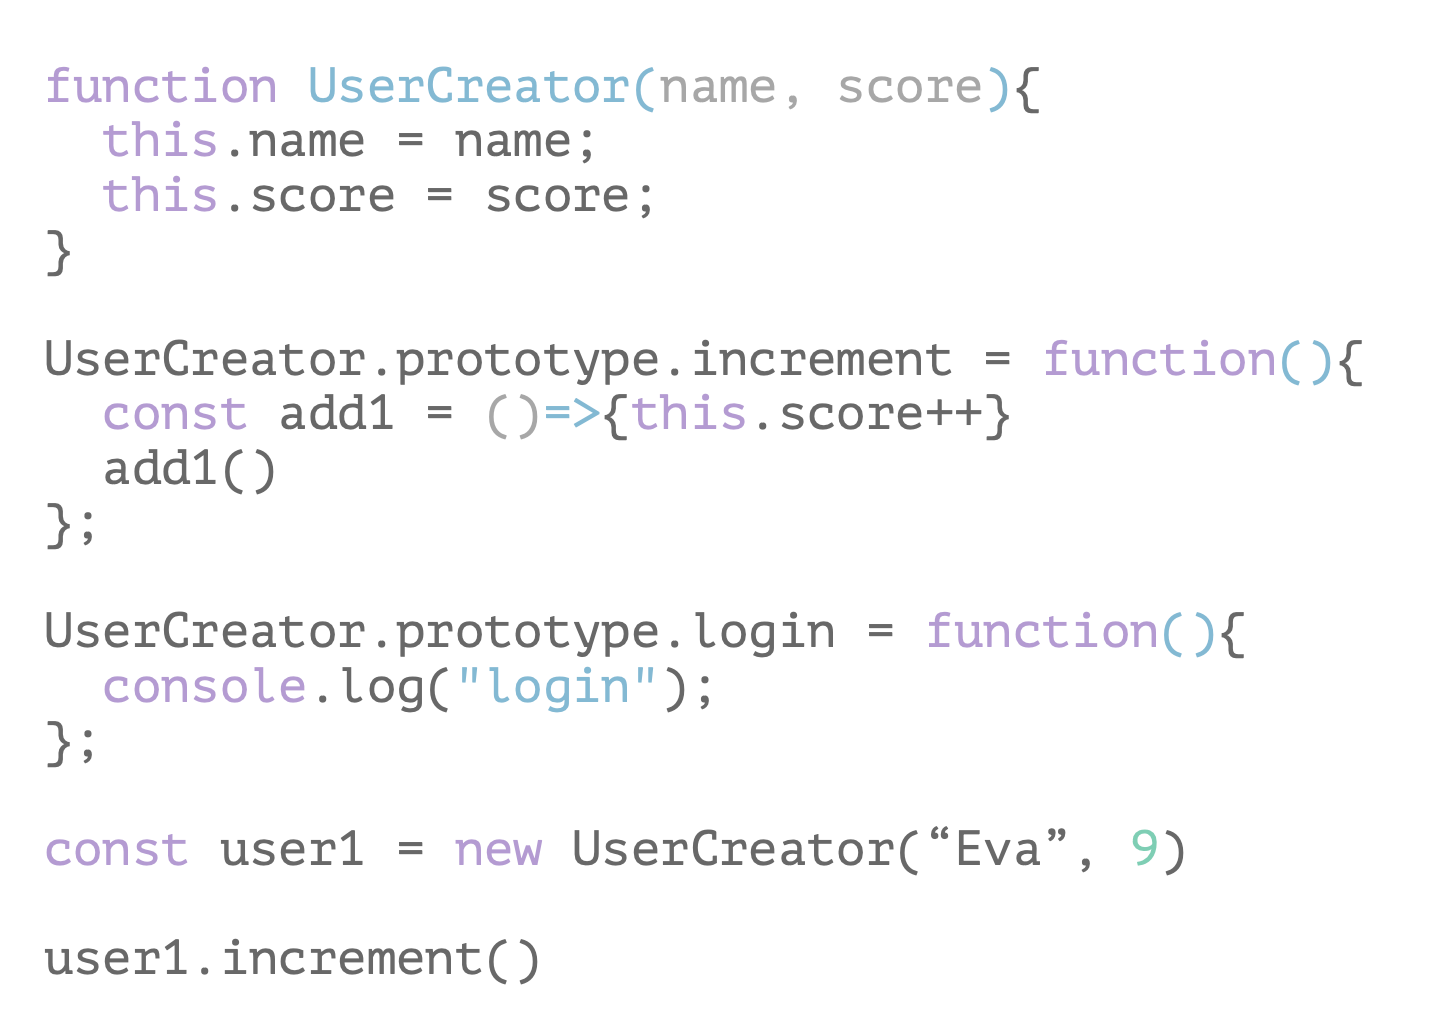 function UserCreator(name, score){
  this.name = name;
  this.score = score;
}

UserCreator.prototype.increment = function(){
  const add1 = ()=>{this.score++}
  add1()
};

UserCreator.prototype.login = function(){
  console.log("login");
};

const user1 = new UserCreator(“Eva”, 9)

user1.increment()